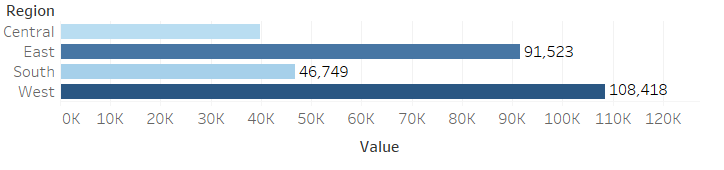 Region
Central
East 91,523
South 46,749
West 108,418
0K 10K 20K 30K 40K 50K 60K 70K 80K 90K 100K 110K 120K
Value